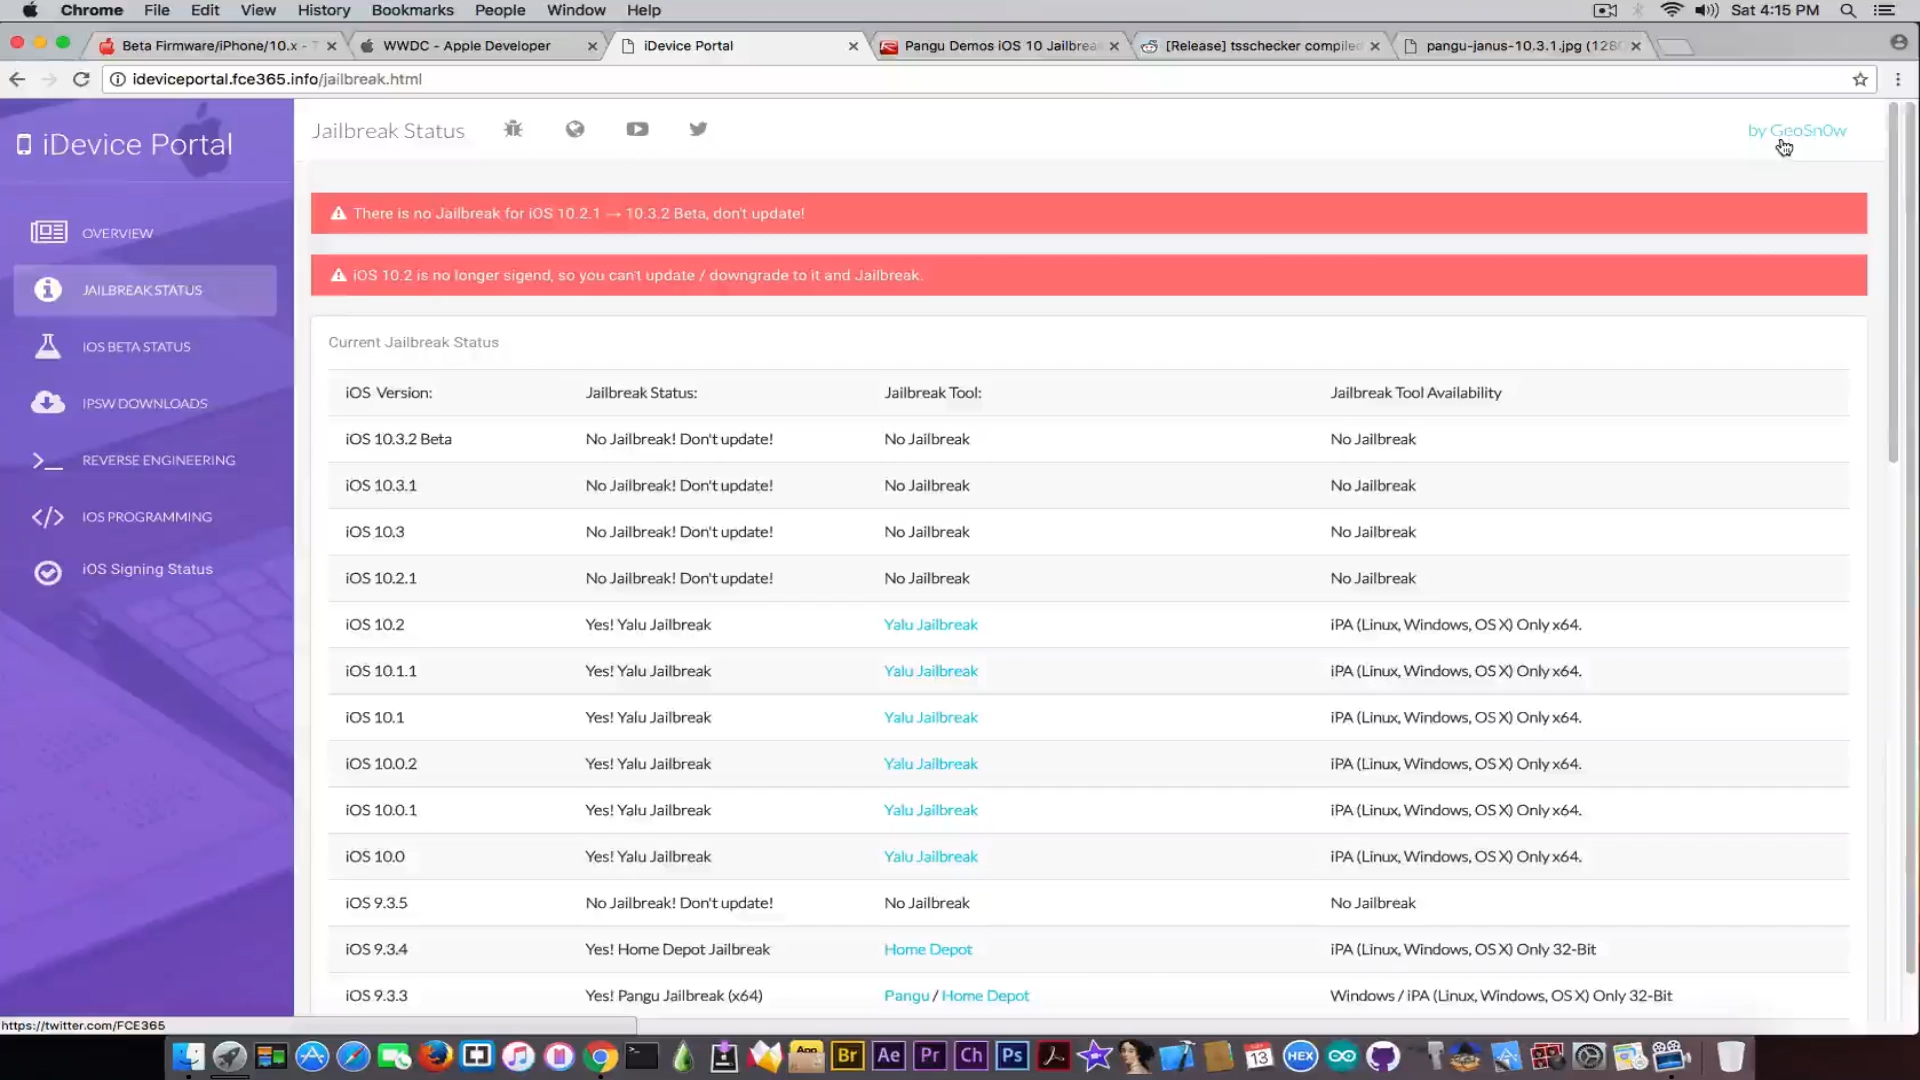 Chrome File Edit View History Bookmarks People Window Help Sat 4:15 PM
Beta Firmware/iPhone/10.x - T WWDC - Apple Developer iDevice Portal Pangu Demos iOS 10 Jailbrea [Release] tsschecker compiled pangu-janus-10.3.1.jpg (128
ideviceportal.fce365.info/jailbreak.html
iDevice Portal
Jailbreak Status
by GeoSn0w
OVERVIEW
JAILBREAK STATUS
IOS BETA STATUS
IPSW DOWNLOADS
REVERSE ENGINEERING
IOS PROGRAMMING
iOS Signing Status
There is no Jailbreak for iOS 10.2.1 → 10.3.2 Beta, don't update!
iOS 10.2 is no longer sigend, so you can't update / downgrade to it and Jailbreak.
Current Jailbreak Status
iOS Version: Jailbreak Status: Jailbreak Tool: Jailbreak Tool Availability
iOS 10.3.2 Beta No Jailbreak! Don't update! No Jailbreak No Jailbreak
iOS 10.3.1 No Jailbreak! Don't update! No Jailbreak No Jailbreak
iOS 10.3 No Jailbreak! Don't update! No Jailbreak No Jailbreak
iOS 10.2.1 No Jailbreak! Don't update! No Jailbreak No Jailbreak
iOS 10.2 Yes! Yalu Jailbreak Yalu Jailbreak iPA (Linux, Windows, OS X) Only x64.
iOS 10.1.1 Yes! Yalu Jailbreak Yalu Jailbreak iPA (Linux, Windows, OS X) Only x64.
iOS 10.1 Yes! Yalu Jailbreak Yalu Jailbreak iPA (Linux, Windows, OS X) Only x64.
iOS 10.0.2 Yes! Yalu Jailbreak Yalu Jailbreak iPA (Linux, Windows, OS X) Only x64.
iOS 10.0.1 Yes! Yalu Jailbreak Yalu Jailbreak iPA (Linux, Windows, OS X) Only x64.
iOS 10.0 Yes! Yalu Jailbreak Yalu Jailbreak iPA (Linux, Windows, OS X) Only x64.
iOS 9.3.5 No Jailbreak! Don't update! No Jailbreak No Jailbreak
iOS 9.3.4 Yes! Home Depot Jailbreak Home Depot iPA (Linux, Windows, OS X) Only 32-Bit
iOS 9.3.3 Yes! Pangu Jailbreak (x64) Pangu / Home Depot Windows / iPA (Linux, Windows, OS X) Only 32-Bit
https://twitter.com/FCE365
App Br Ae Pr Ch Ps 13 HEX